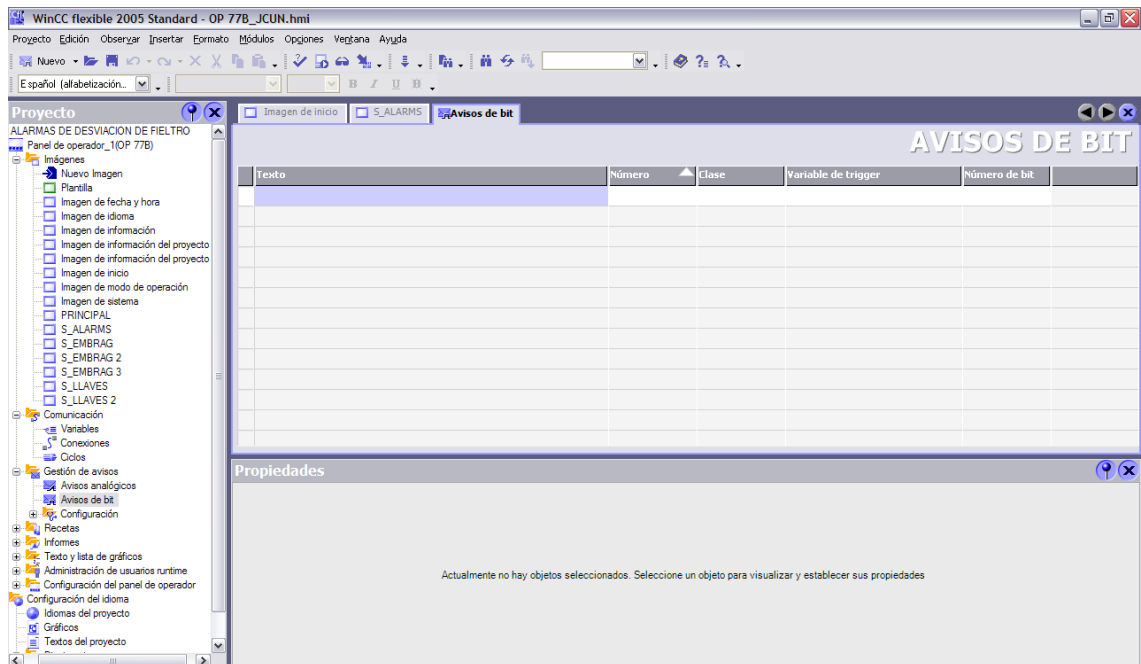 WinCC flexible 2005 Standard - OP 77B_JCUN.hmi
Proyecto Edición Observar Insertar Formato Módulos Opciones Ventana Ayuda
Nuevo
Español (alfabetización...
B I U
Proyecto
ALARMAS DE DESVIACION DE FIELTRO
Panel de operador_1(OP 77B)
Imágenes
Nuevo Imagen
Plantilla
Imagen de fecha y hora
Imagen de idioma
Imagen de información
Imagen de información del proyecto
Imagen de información del proyecto
Imagen de inicio
Imagen de modo de operación
Imagen de sistema
PRINCIPAL
S_ALARMS
S_EMBRAG
S_EMBRAG 2
S_EMBRAG 3
S_LLAVES
S_LLAVES 2
Comunicación
Variables
Conexiones
Ciclos
Gestión de avisos
Avisos analógicos
Avisos de bit
Configuración
Recetas
Informes
Texto y lista de gráficos
Administración de usuarios runtime
Configuración del panel de operador
Configuración del idioma
Idiomas del proyecto
Gráficos
Textos del proyecto
Imagen de inicio S_ALARMS Avisos de bit
AVISOS DE BIT
Texto Número Clase Variable de trigger Número de bit
Propiedades
Actualmente no hay objetos seleccionados. Seleccione un objeto para visualizar y establecer sus propiedades